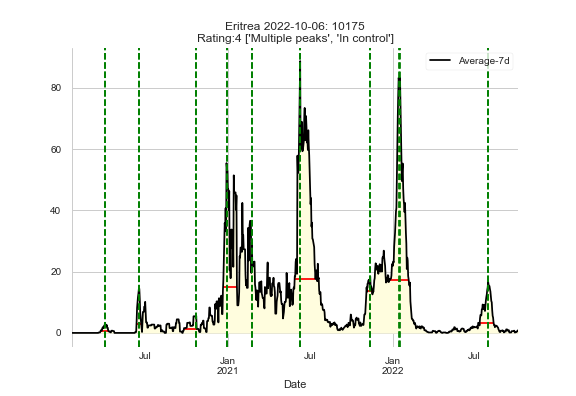 Eritrea 2022-10-06: 10175
Rating:4 ['Multiple peaks', 'In control']
Average-7d
80
60
40
20
0
Jul
Jan
2021
Jul
Jan
2022
Jul
Date